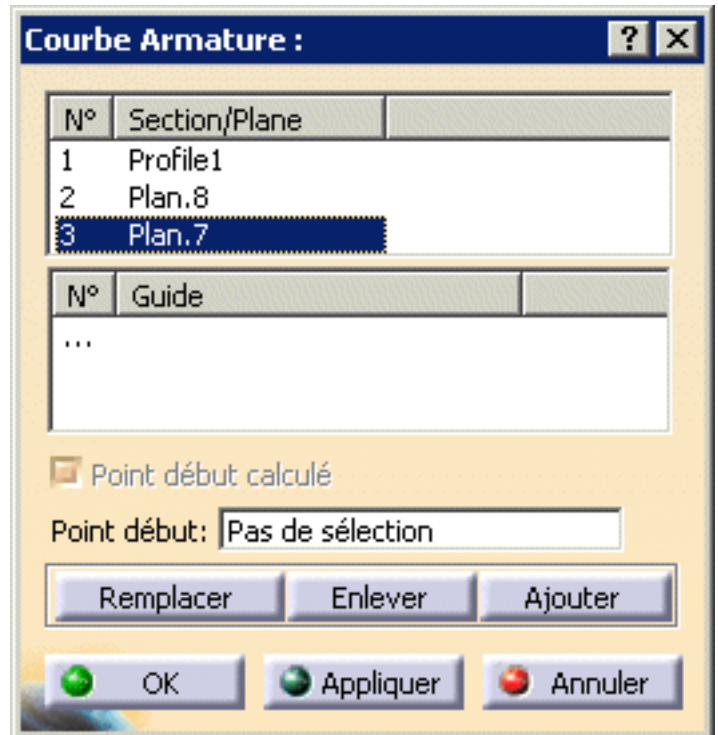 Courbe Armature : ? X
N° Section/Plane
1 Profile1
2 Plan.8
3 Plan.7
N° Guide
...
Point début calculé
Point début: Pas de sélection
Remplacer Enlever Ajouter
OK Appliquer Annuler